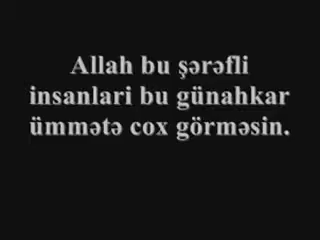 Allah bu şərəfli
insanlari bu günahkar
ümmətə cox görməsin.